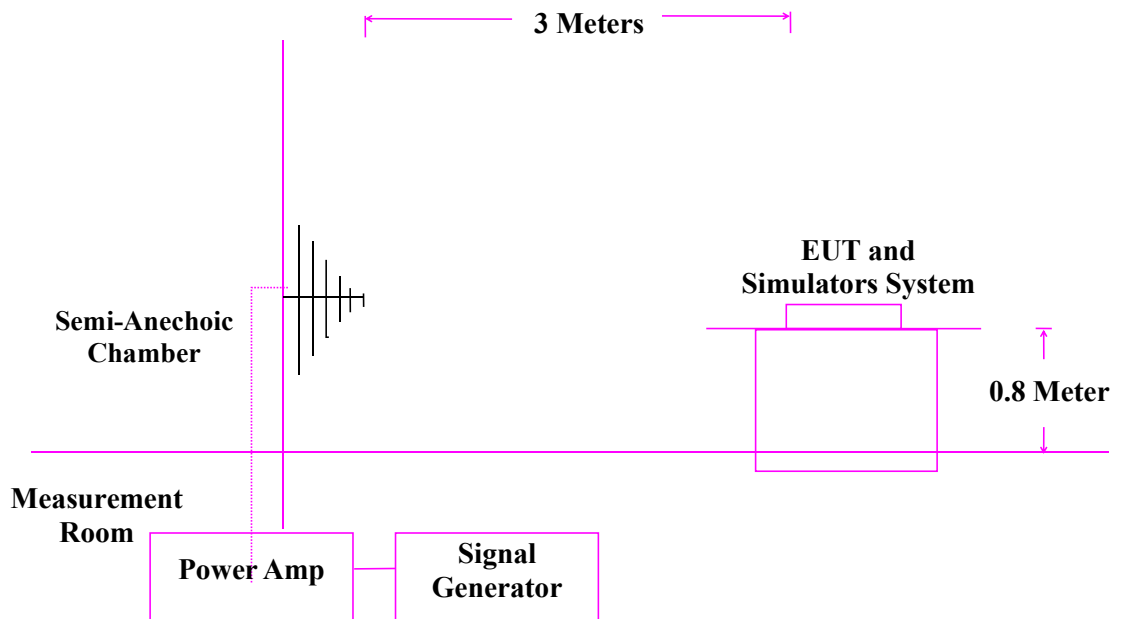 3 Meters
EUT and
Simulators System
Semi-Anechoic
Chamber
0.8 Meter
Measurement
Room
Power Amp
Signal
Generator